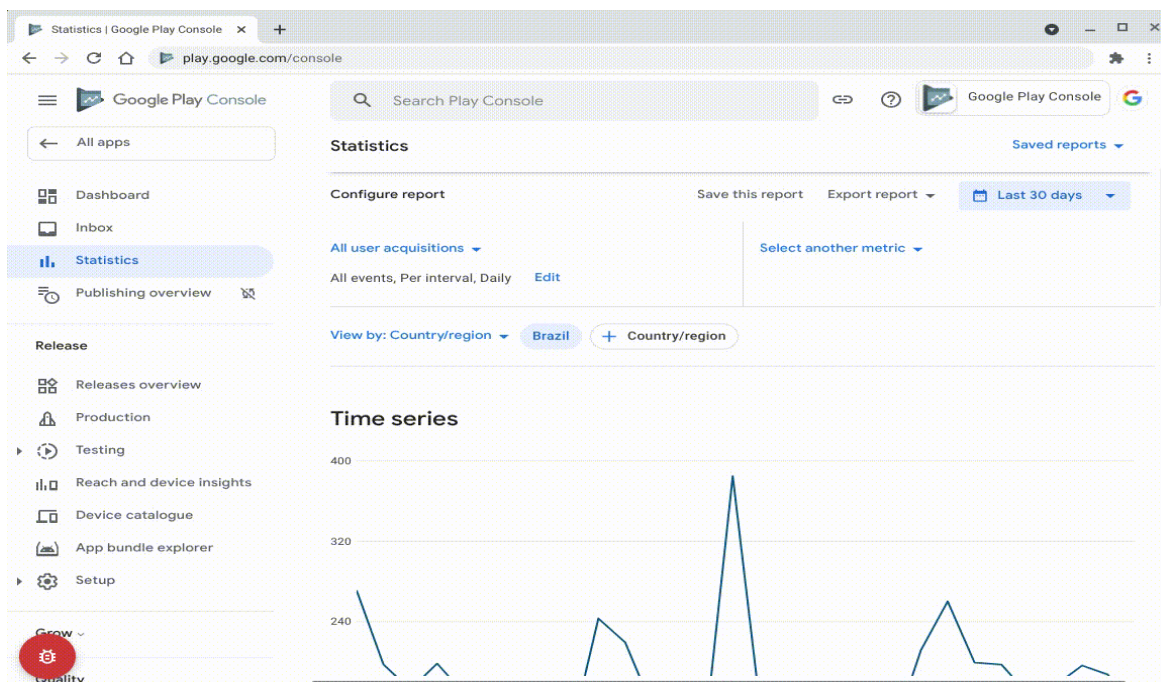 Statistics | Google Play Console
play.google.com/console
Google Play Console
Search Play Console
Google Play Console
All apps
Statistics
Saved reports
Dashboard
Inbox
Statistics
Publishing overview
Configure report
Save this report
Export report
Last 30 days
All user acquisitions
Select another metric
All events, Per interval, Daily
Edit
View by: Country/region
Brazil
Country/region
Release
Releases overview
Production
Testing
Reach and device insights
Device catalogue
App bundle explorer
Setup
Grow
Quality
Time series
400
320
240